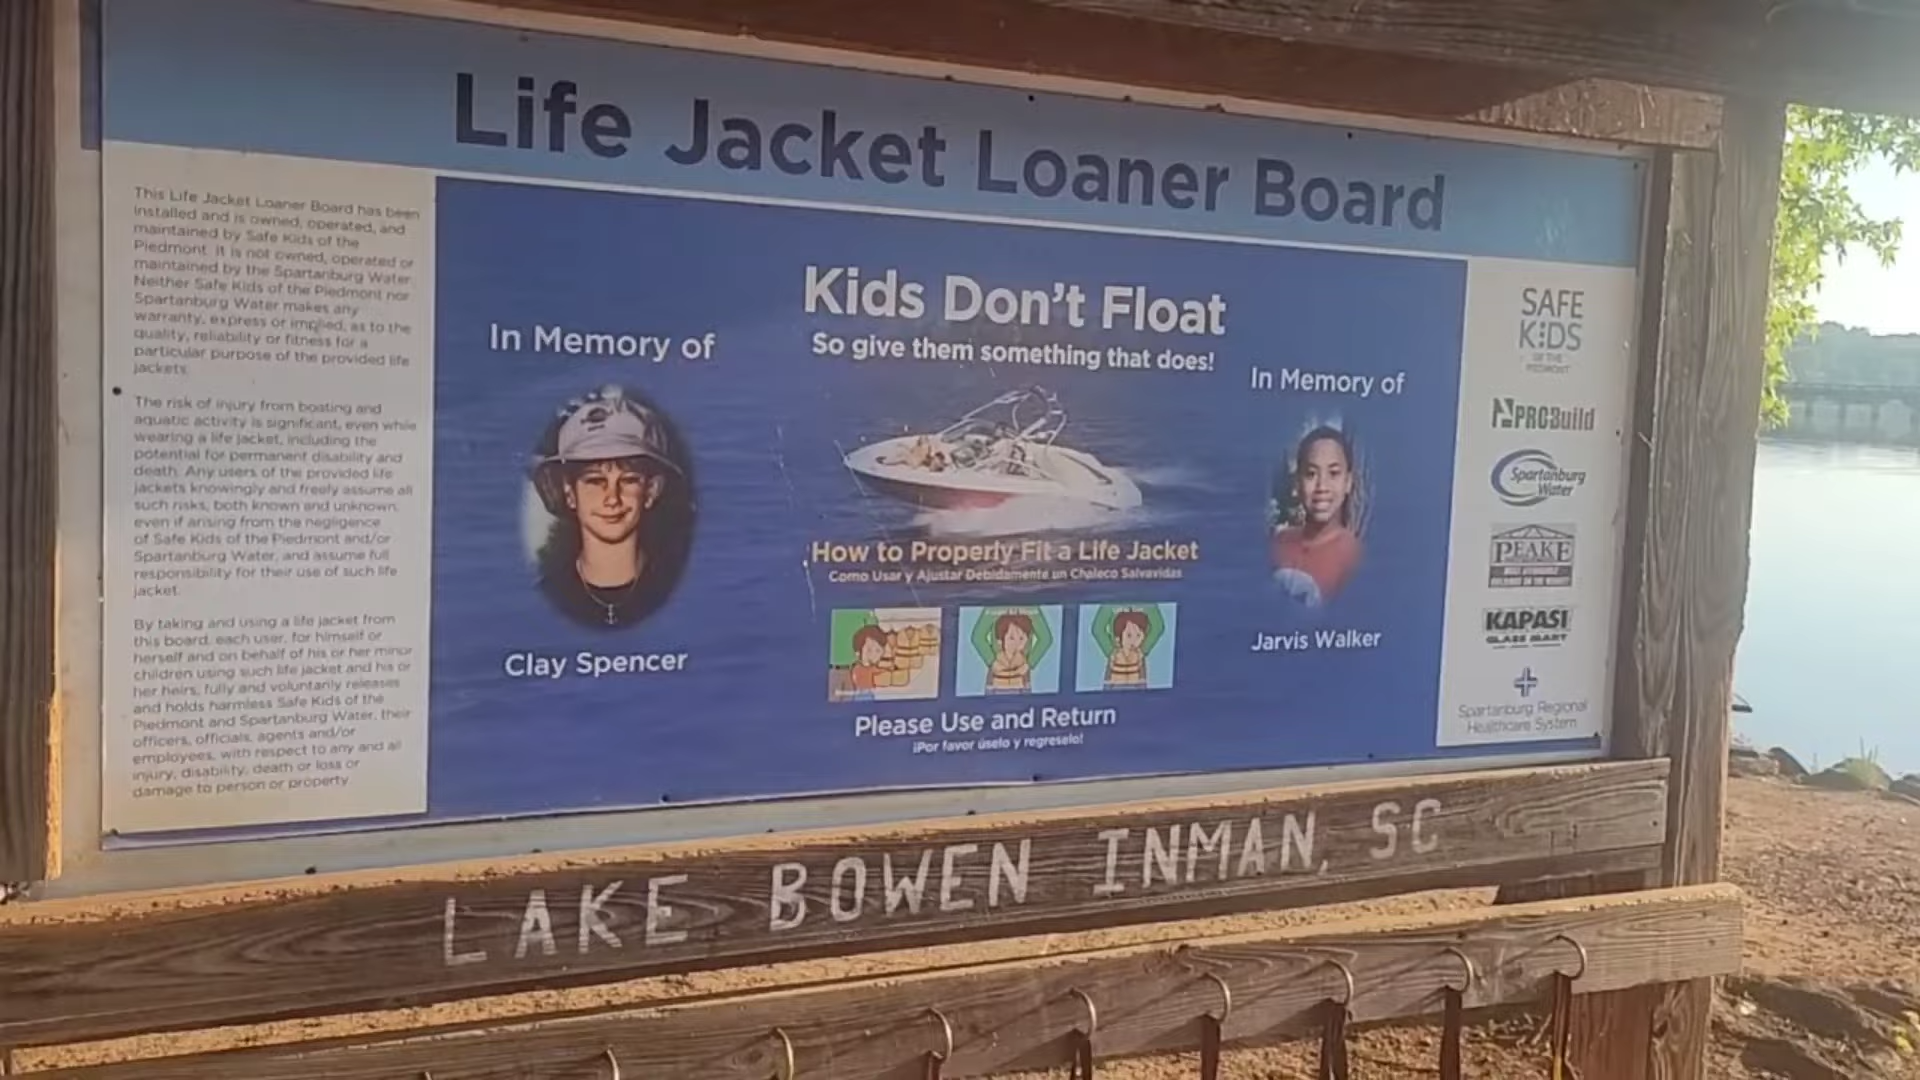 Life Jacket Loaner Board
This Life Jacket Loaner Board has been
installed and is owned, operated, and
maintained by Safe Kids of the
Piedmont. It is not owned, operated or
maintained by the Spartanburg Water.
Neither Safe Kids of the Piedmont nor
Spartanburg Water makes any
warranty, express or implied, as to the
quality, reliability or fitness for a
particular purpose of the provided life
jackets.
The risk of injury from boating and
aquatic activity is significant, even while
wearing a life jacket, including the
potential for permanent disability and
death. Any users of the provided life
jackets knowingly and freely assume all
such risks, both known and unknown,
even if arising from the negligence
of Safe Kids of the Piedmont and/or
Spartanburg Water, and assume full
responsibility for their use of such life
jacket.
By taking and using a life jacket from
this board, each user, for himself or
herself and on behalf of his or her minor
children using such life jacket and his or
her heirs, fully and voluntarily releases
and holds harmless Safe Kids of the
Piedmont and Spartanburg Water, their
officers, officials, agents and/or
employees, with respect to any and all
injury, disability, death or loss or
damage to person or property
In Memory of
Clay Spencer
Kids Don't Float
So give them something that does!
How to Properly Fit a Life Jacket
Como Usar y Ajustar Debidamente un Chaleco Salvavidas
Please Use and Return
¡Por favor úselo y regreselo!
In Memory of
Jarvis Walker
SAFE
KIDS
OF THE
PIEDMONT
PROBuild
Spartanburg
Water
PEAKE
KAPASI
GLASS MART
Spartanburg Regional
Healthcare System
LAKE BOWEN INMAN, SC